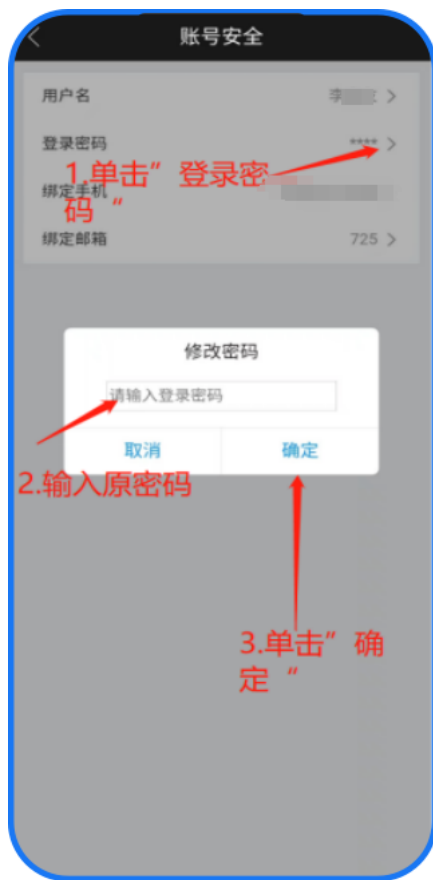 账号安全
用户名 李
登录密码 ****
1.单击”登录密
码“
绑定手机
绑定邮箱 725
修改密码
请输入登录密码
取消 确定
2.输入原密码
3.单击”确
定“